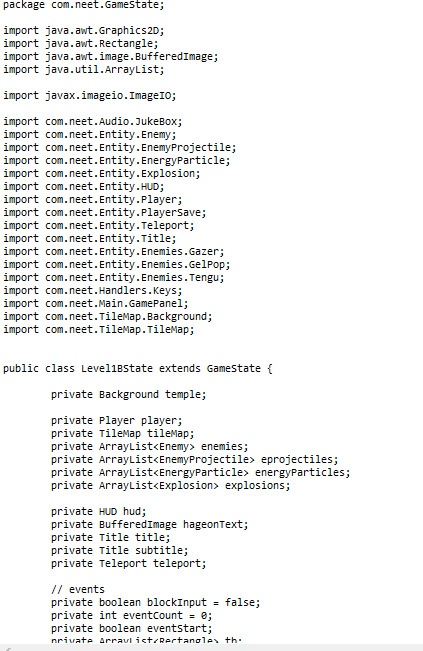 package com.neet.GameState;

import java.awt.Graphics2D;
import java.awt.Rectangle;
import java.awt.image.BufferedImage;
import java.util.ArrayList;

import javax.imageio.ImageIO;

import com.neet.Audio.JukeBox;
import com.neet.Entity.Enemy;
import com.neet.Entity.EnemyProjectile;
import com.neet.Entity.EnergyParticle;
import com.neet.Entity.Explosion;
import com.neet.Entity.HUD;
import com.neet.Entity.Player;
import com.neet.Entity.PlayerSave;
import com.neet.Entity.Teleport;
import com.neet.Entity.Title;
import com.neet.Entity.Enemies.Gazer;
import com.neet.Entity.Enemies.GelPop;
import com.neet.Entity.Enemies.Tengu;
import com.neet.Handlers.Keys;
import com.neet.Main.GamePanel;
import com.neet.TileMap.Background;
import com.neet.TileMap.TileMap;

public class Level1BState extends GameState {

private Background temple;

private Player player;
private TileMap tileMap;
private ArrayList<Enemy> enemies;
private ArrayList<EnemyProjectile> eprojectiles;
private ArrayList<EnergyParticle> energyParticles;
private ArrayList<Explosion> explosions;

private HUD hud;
private BufferedImage hageonText;
private Title title;
private Title subtitle;
private Teleport teleport;

// events
private boolean blockInput = false;
private int eventCount = 0;
private boolean eventStart;
private ArrayList<Rectangle> tb;